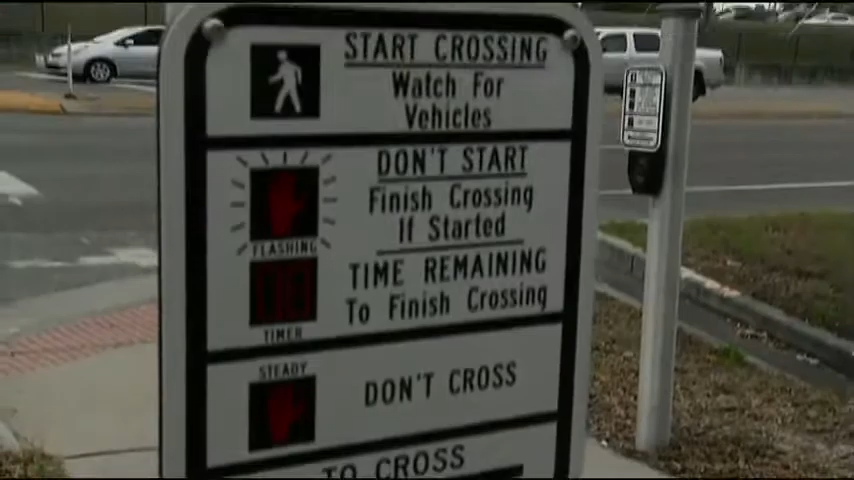 START CROSSING
Watch For
Vehicles
DON'T START
Finish Crossing
If Started
FLASHING
TIME REMAINING
To Finish Crossing
TIMER
STEADY
DON'T CROSS
TO CROSS